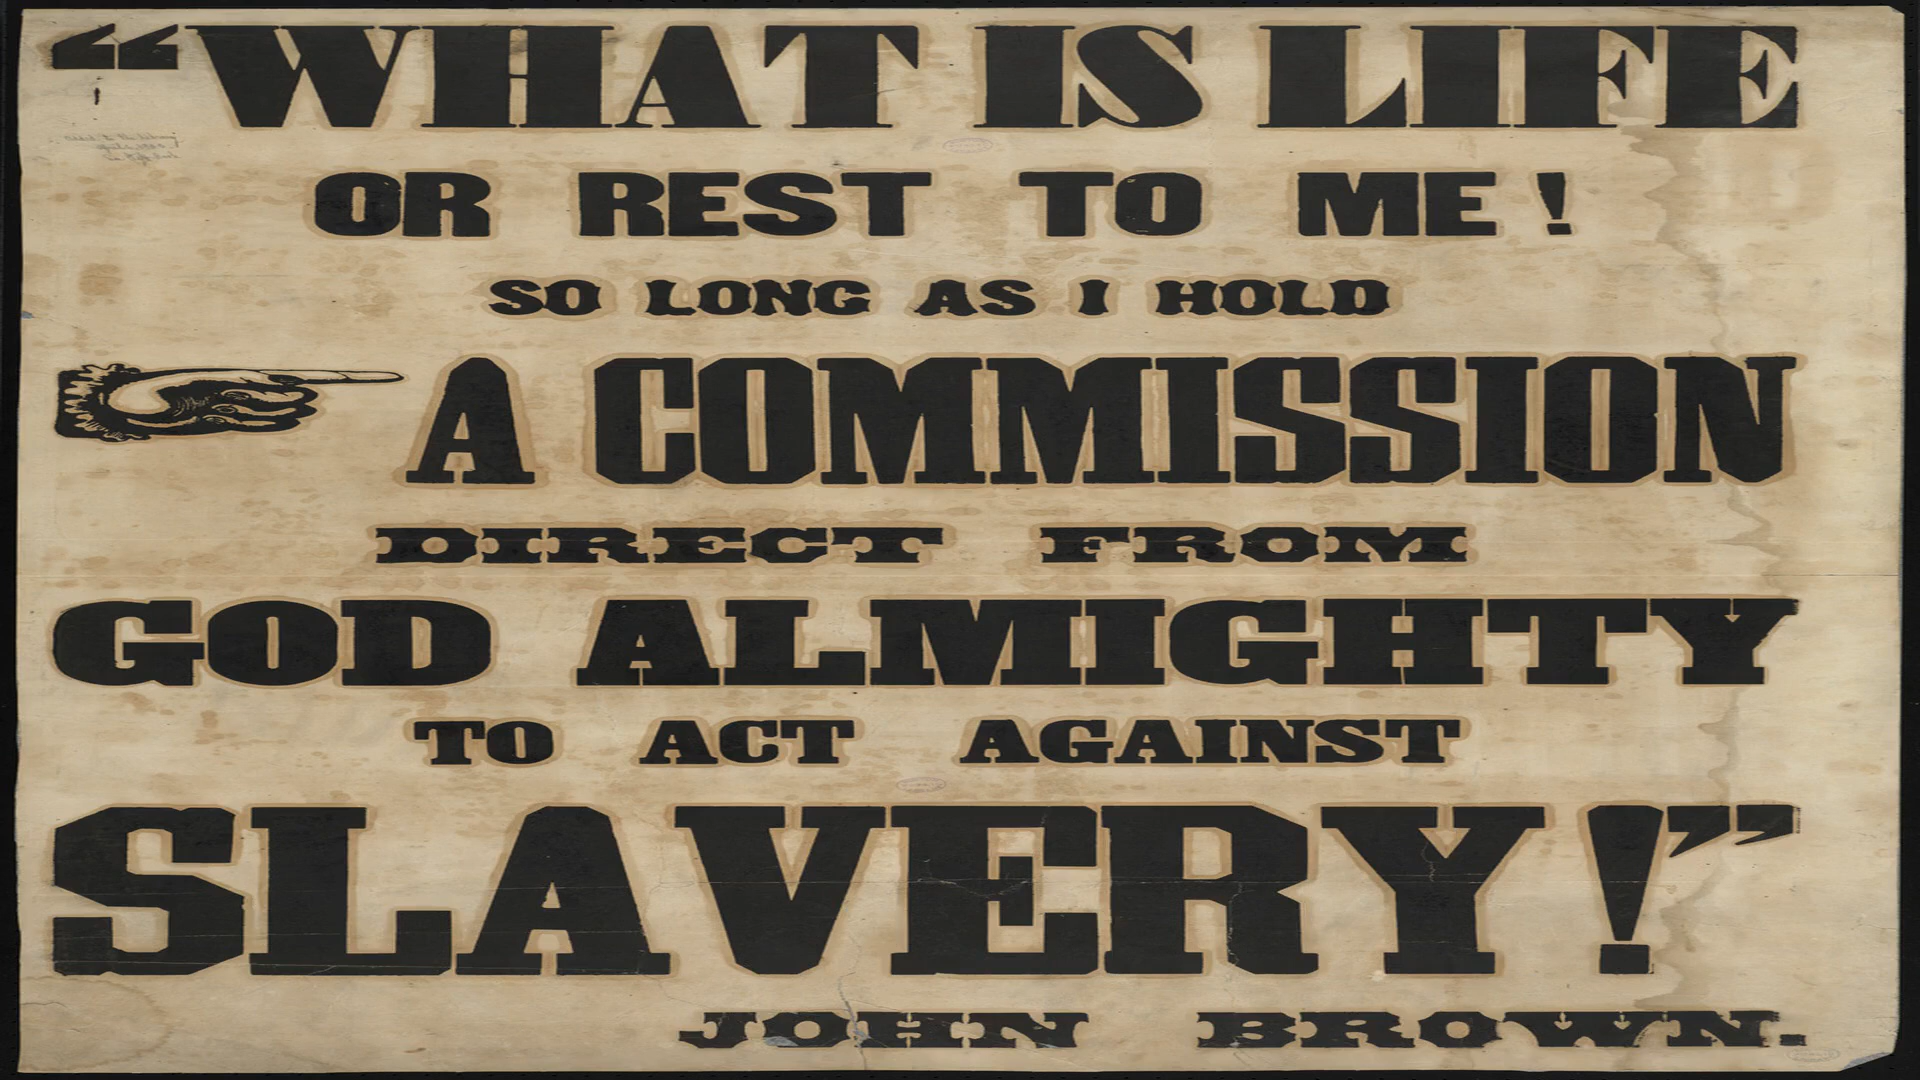 “WHAT IS LIFE
OR REST TO ME!
SO LONG AS I HOLD
A COMMISSION
DIRECT FROM
GOD ALMIGHTY
TO ACT AGAINST
SLAVERY!”
JOHN BROWN.